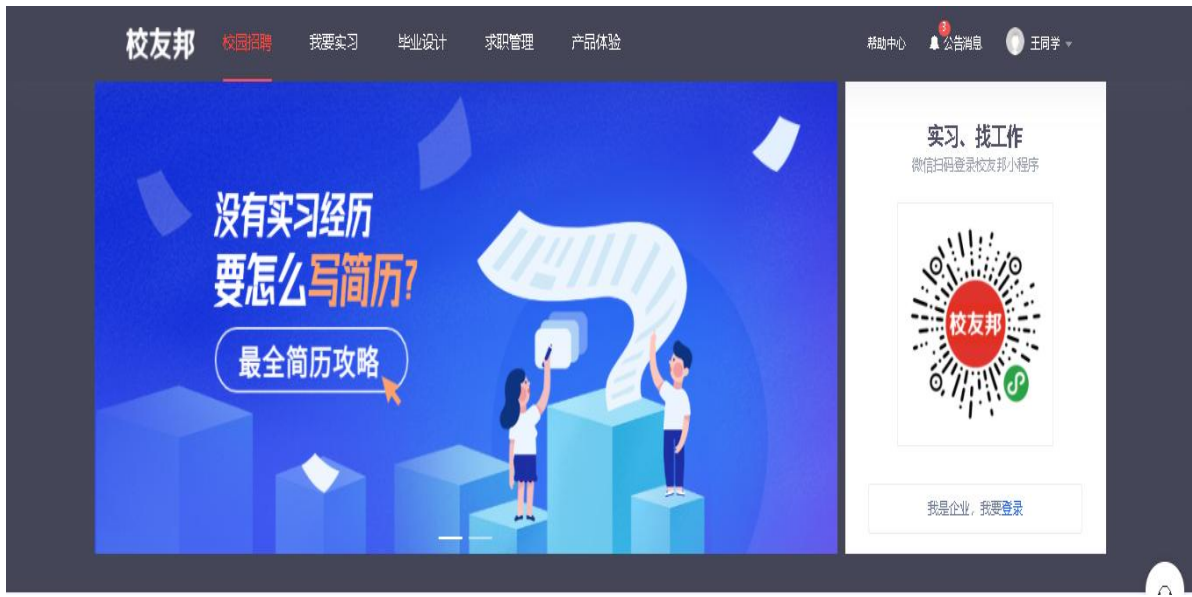 校友邦 校园招聘 我要实习 毕业设计 求职管理 产品体验 帮助中心 3 公告消息 王同学
没有实习经历
要怎么写简历?
最全简历攻略
实习、找工作
微信扫码登录校友邦小程序
校友邦
我是企业，我要登录